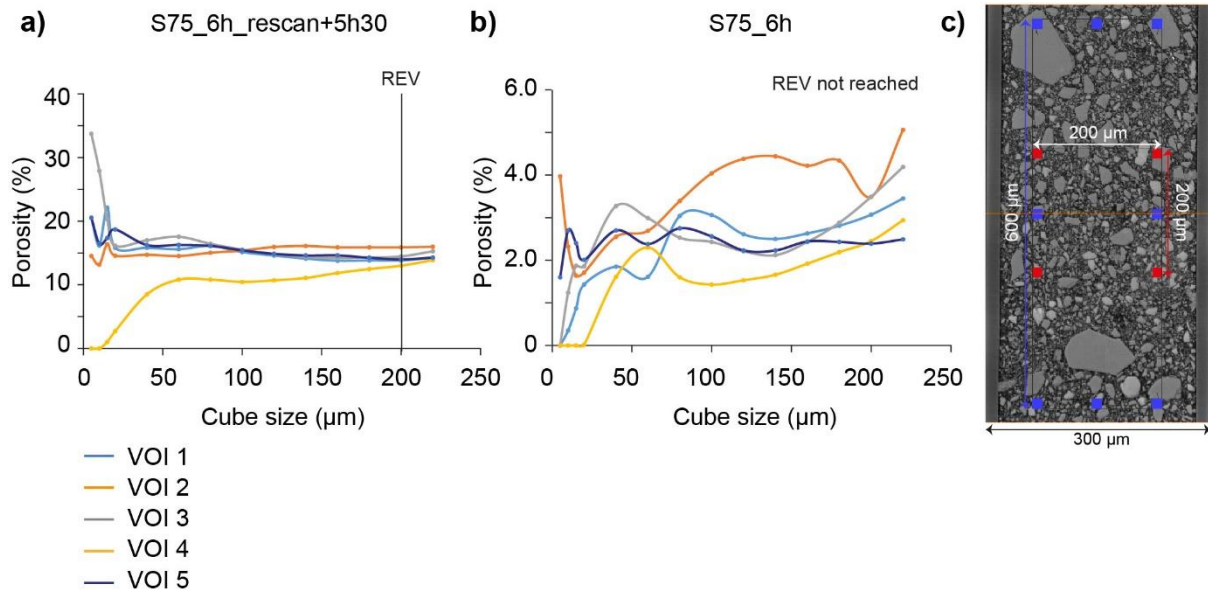 a)
S75_6h_rescan+5h30
b)
S75_6h
c)
REV
REV not reached
Porosity (%)
40
30
20
10
0
0
50
100
150
200
250
Cube size (µm)
Porosity (%)
6.0
4.0
2.0
0
0
50
100
150
200
250
Cube size (µm)
200 µm
200 µm
600 µm
300 µm
VOI 1
VOI 2
VOI 3
VOI 4
VOI 5